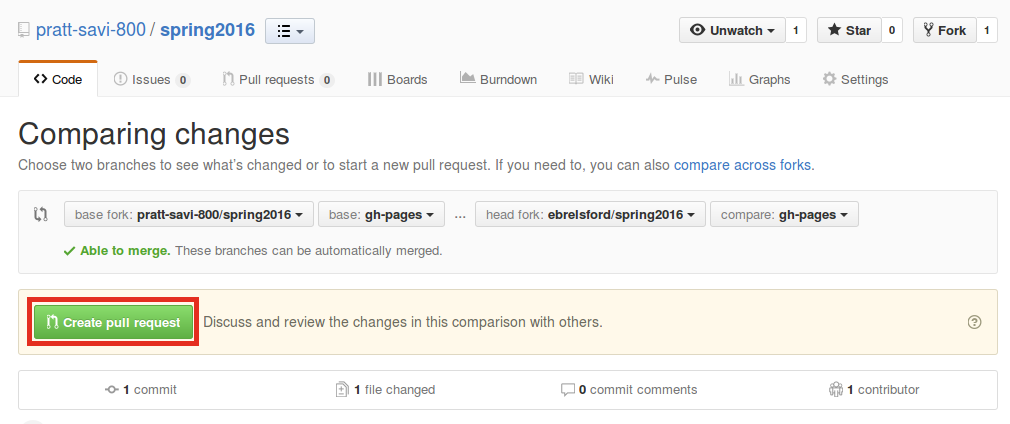 pratt-savi-800 / spring2016 Unwatch 1 Star 0 Fork 1
Code Issues 0 Pull requests 0 Boards Burndown Wiki Pulse Graphs Settings
Comparing changes
Choose two branches to see what's changed or to start a new pull request. If you need to, you can also compare across forks.
base fork: pratt-savi-800/spring2016 base: gh-pages ... head fork: ebrelsford/spring2016 compare: gh-pages
Able to merge. These branches can be automatically merged.
Create pull request Discuss and review the changes in this comparison with others.
1 commit 1 file changed 0 commit comments 1 contributor